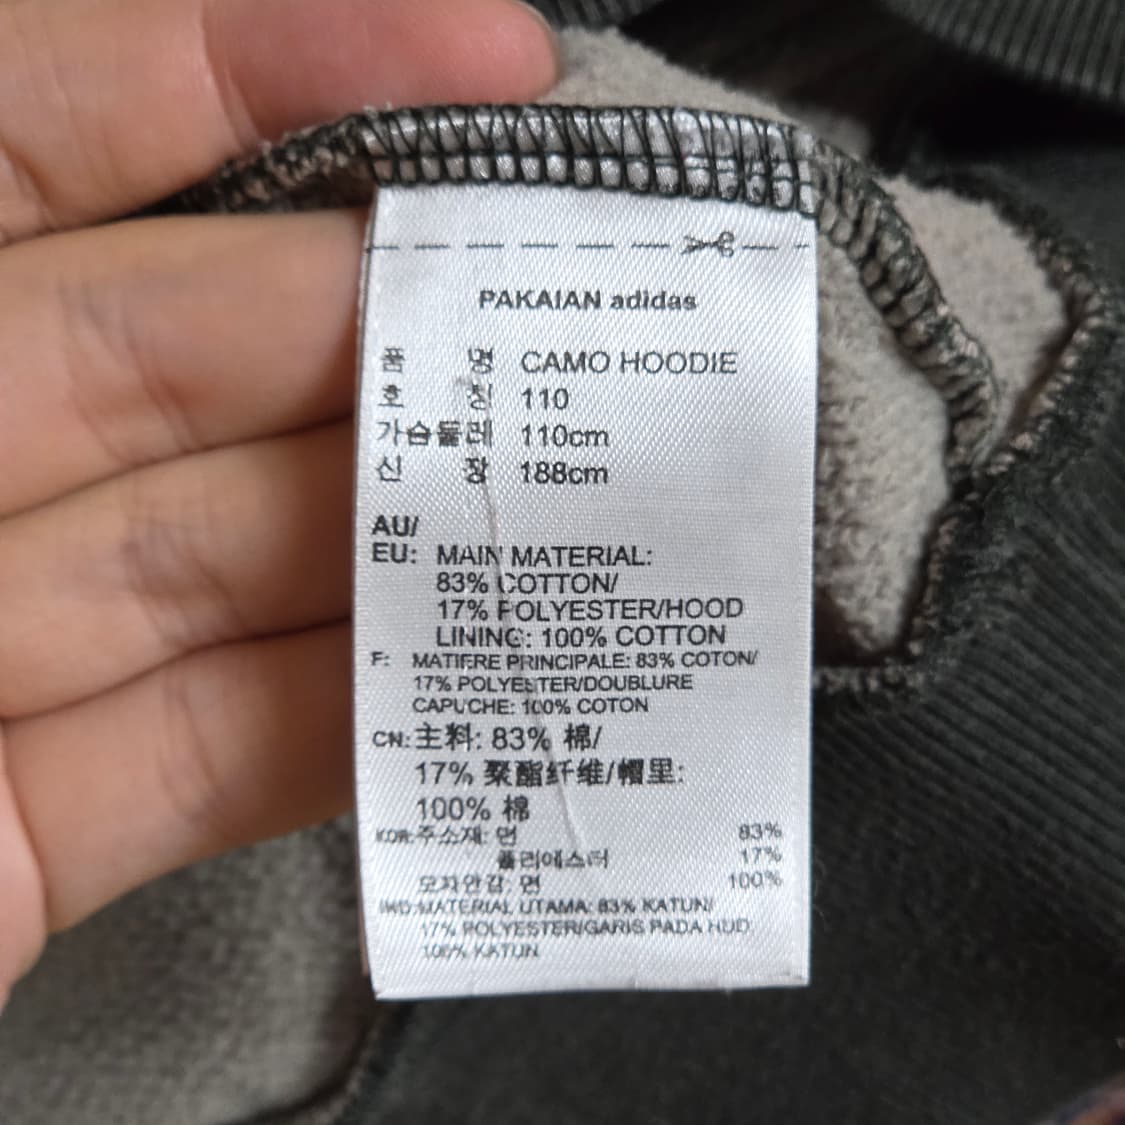 PAKAIAN adidas
품 명 CAMO HOODIE
호 칭 110
가슴둘레 110cm
신 장 188cm
AU/
EU: MAIN MATERIAL:
83% COTTON/
17% POLYESTER/HOOD
LINING: 100% COTTON
F: MATIERE PRINCIPALE: 83% COTON/
17% POLYESTER/DOUBLURE
CAPUCHE: 100% COTON
CN: 主料: 83% 棉/
17% 聚酯纤维/帽里:
100% 棉
KOR: 주소재: 면 83%
폴리에스터 17%
모자안감: 면 100%
IND: MATERIAL UTAMA: 83% KATUN/
17% POLYESTER/GARIS PADA HUD:
100% KATUN